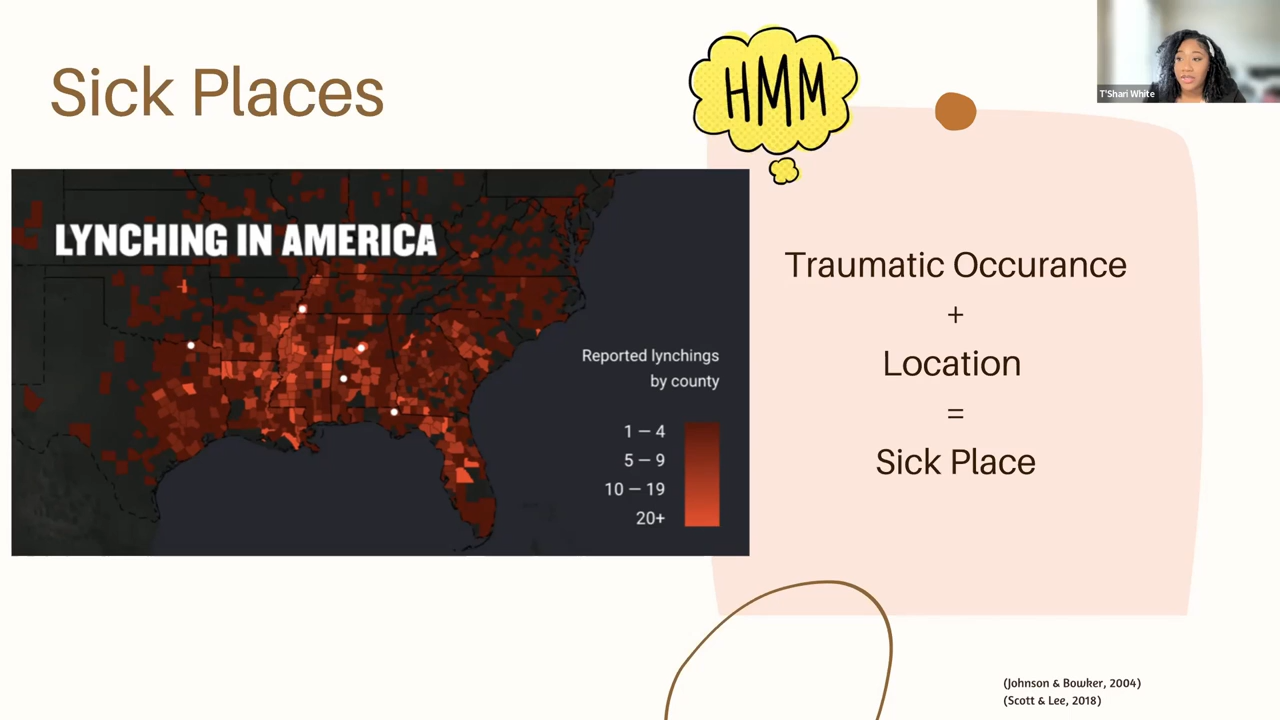 Sick Places
HMM
T'Shari White
LYNCHING IN AMERICA
Reported lynchings
by county
1 – 4
5 – 9
10 – 19
20+
Traumatic Occurance
+
Location
=
Sick Place
(Johnson & Bowker, 2004)
(Scott & Lee, 2018)